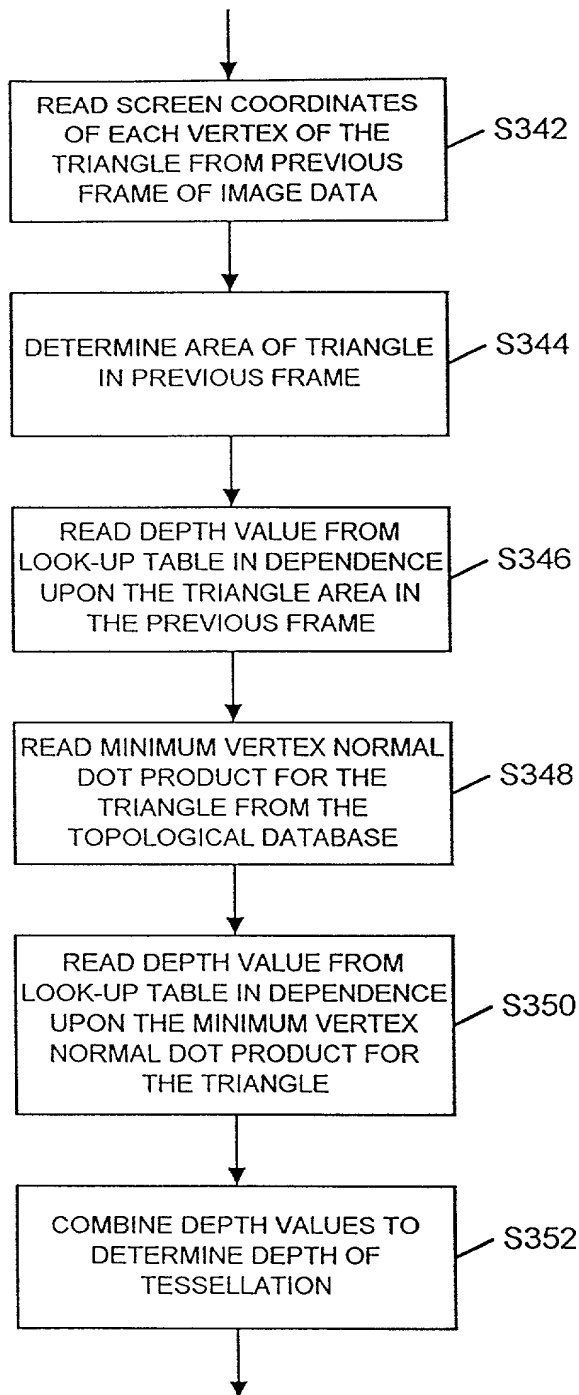 READ SCREEN COORDINATES
OF EACH VERTEX OF THE
TRIANGLE FROM PREVIOUS
FRAME OF IMAGE DATA
S342
DETERMINE AREA OF TRIANGLE
IN PREVIOUS FRAME
S344
READ DEPTH VALUE FROM
LOOK-UP TABLE IN DEPENDENCE
UPON THE TRIANGLE AREA IN
THE PREVIOUS FRAME
S346
READ MINIMUM VERTEX NORMAL
DOT PRODUCT FOR THE
TRIANGLE FROM THE
TOPOLOGICAL DATABASE
S348
READ DEPTH VALUE FROM
LOOK-UP TABLE IN DEPENDENCE
UPON THE MINIMUM VERTEX
NORMAL DOT PRODUCT FOR
THE TRIANGLE
S350
COMBINE DEPTH VALUES TO
DETERMINE DEPTH OF
TESSELLATION
S352